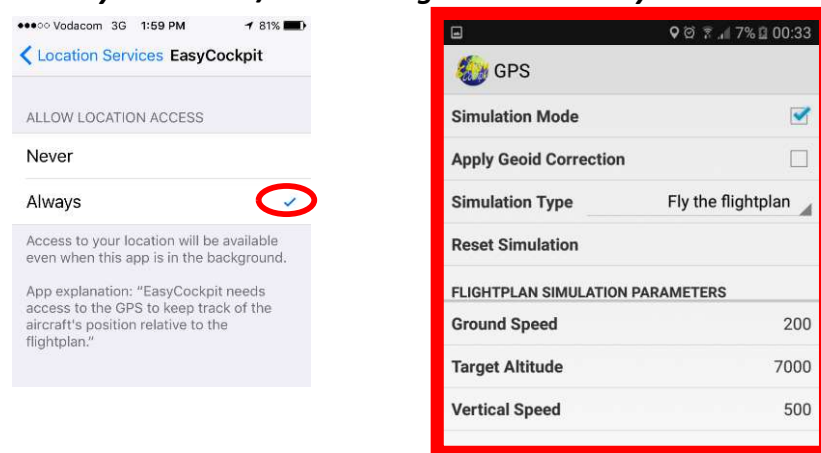 Vodacom 3G 1:59 PM 81%
Location Services EasyCockpit
ALLOW LOCATION ACCESS
Never
Always
Access to your location will be available
even when this app is in the background.
App explanation: “EasyCockpit needs
access to the GPS to keep track of the
aircraft's position relative to the
flightplan.”
7% 00:33
GPS
Simulation Mode
Apply Geoid Correction
Simulation Type Fly the flightplan
Reset Simulation
FLIGHTPLAN SIMULATION PARAMETERS
Ground Speed 200
Target Altitude 7000
Vertical Speed 500